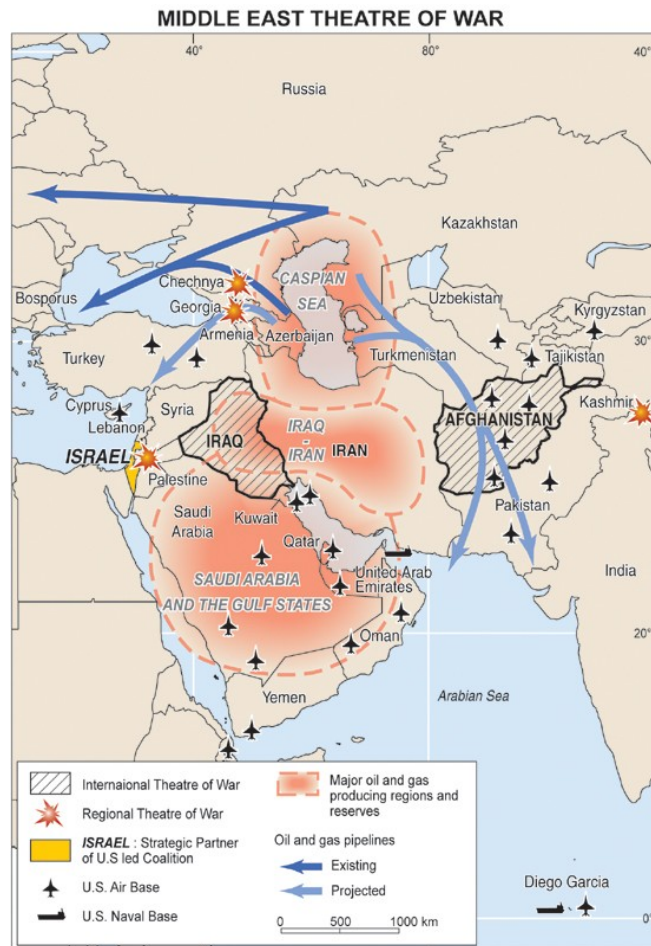 MIDDLE EAST THEATRE OF WAR
40°
80°
40°
Russia
Kazakhstan
CASPIAN
SEA
Chechnya
Bosporus
Georgia
Uzbekistan
Kyrgyzstan
Armenia
Azerbaijan
30°
Turkey
Turkmenistan
Tajikistan
Cyprus
Syria
Kashmir
Lebanon
AFGHANISTAN
IRAQ
IRAQ
- IRAN
IRAN
ISRAEL
Palestine
Saudi
Arabia
Kuwait
Pakistan
Qatar
India
SAUDI ARABIA
AND THE GULF STATES
United Arab
Emirates
20°
Oman
Yemen
Arabian Sea
Internaional Theatre of War
Regional Theatre of War
ISRAEL : Strategic Partner
of U.S led Coalition
U.S. Air Base
U.S. Naval Base
Major oil and gas
producing regions and
reserves
Oil and gas pipelines
Existing
Projected
0 500 1000 km
Diego Garcia
0°